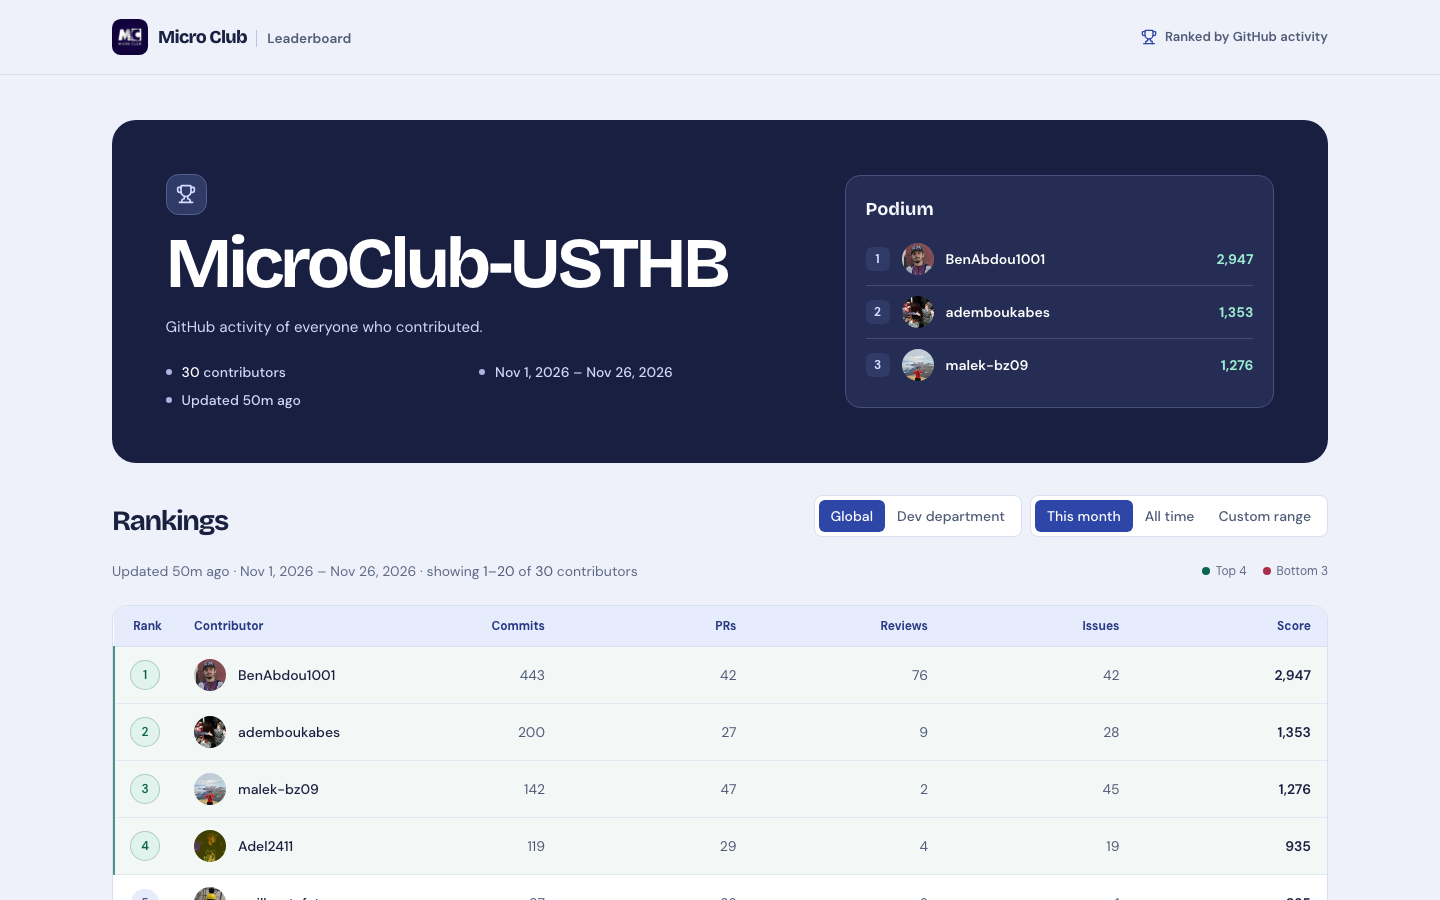 MC
Micro Club
Leaderboard
Ranked by GitHub activity
MicroClub-USTHB
GitHub activity of everyone who contributed.
30 contributors
Nov 1, 2026 – Nov 26, 2026
Updated 50m ago
Podium
1 BenAbdou1001 2,947
2 ademboukabes 1,353
3 malek-bz09 1,276
Rankings
Global Dev department
This month All time Custom range
Updated 50m ago · Nov 1, 2026 – Nov 26, 2026 · showing 1–20 of 30 contributors
Top 4 Bottom 3
Rank Contributor Commits PRs Reviews Issues Score
1 BenAbdou1001 443 42 76 42 2,947
2 ademboukabes 200 27 9 28 1,353
3 malek-bz09 142 47 2 45 1,276
4 Adel2411 119 29 4 19 935